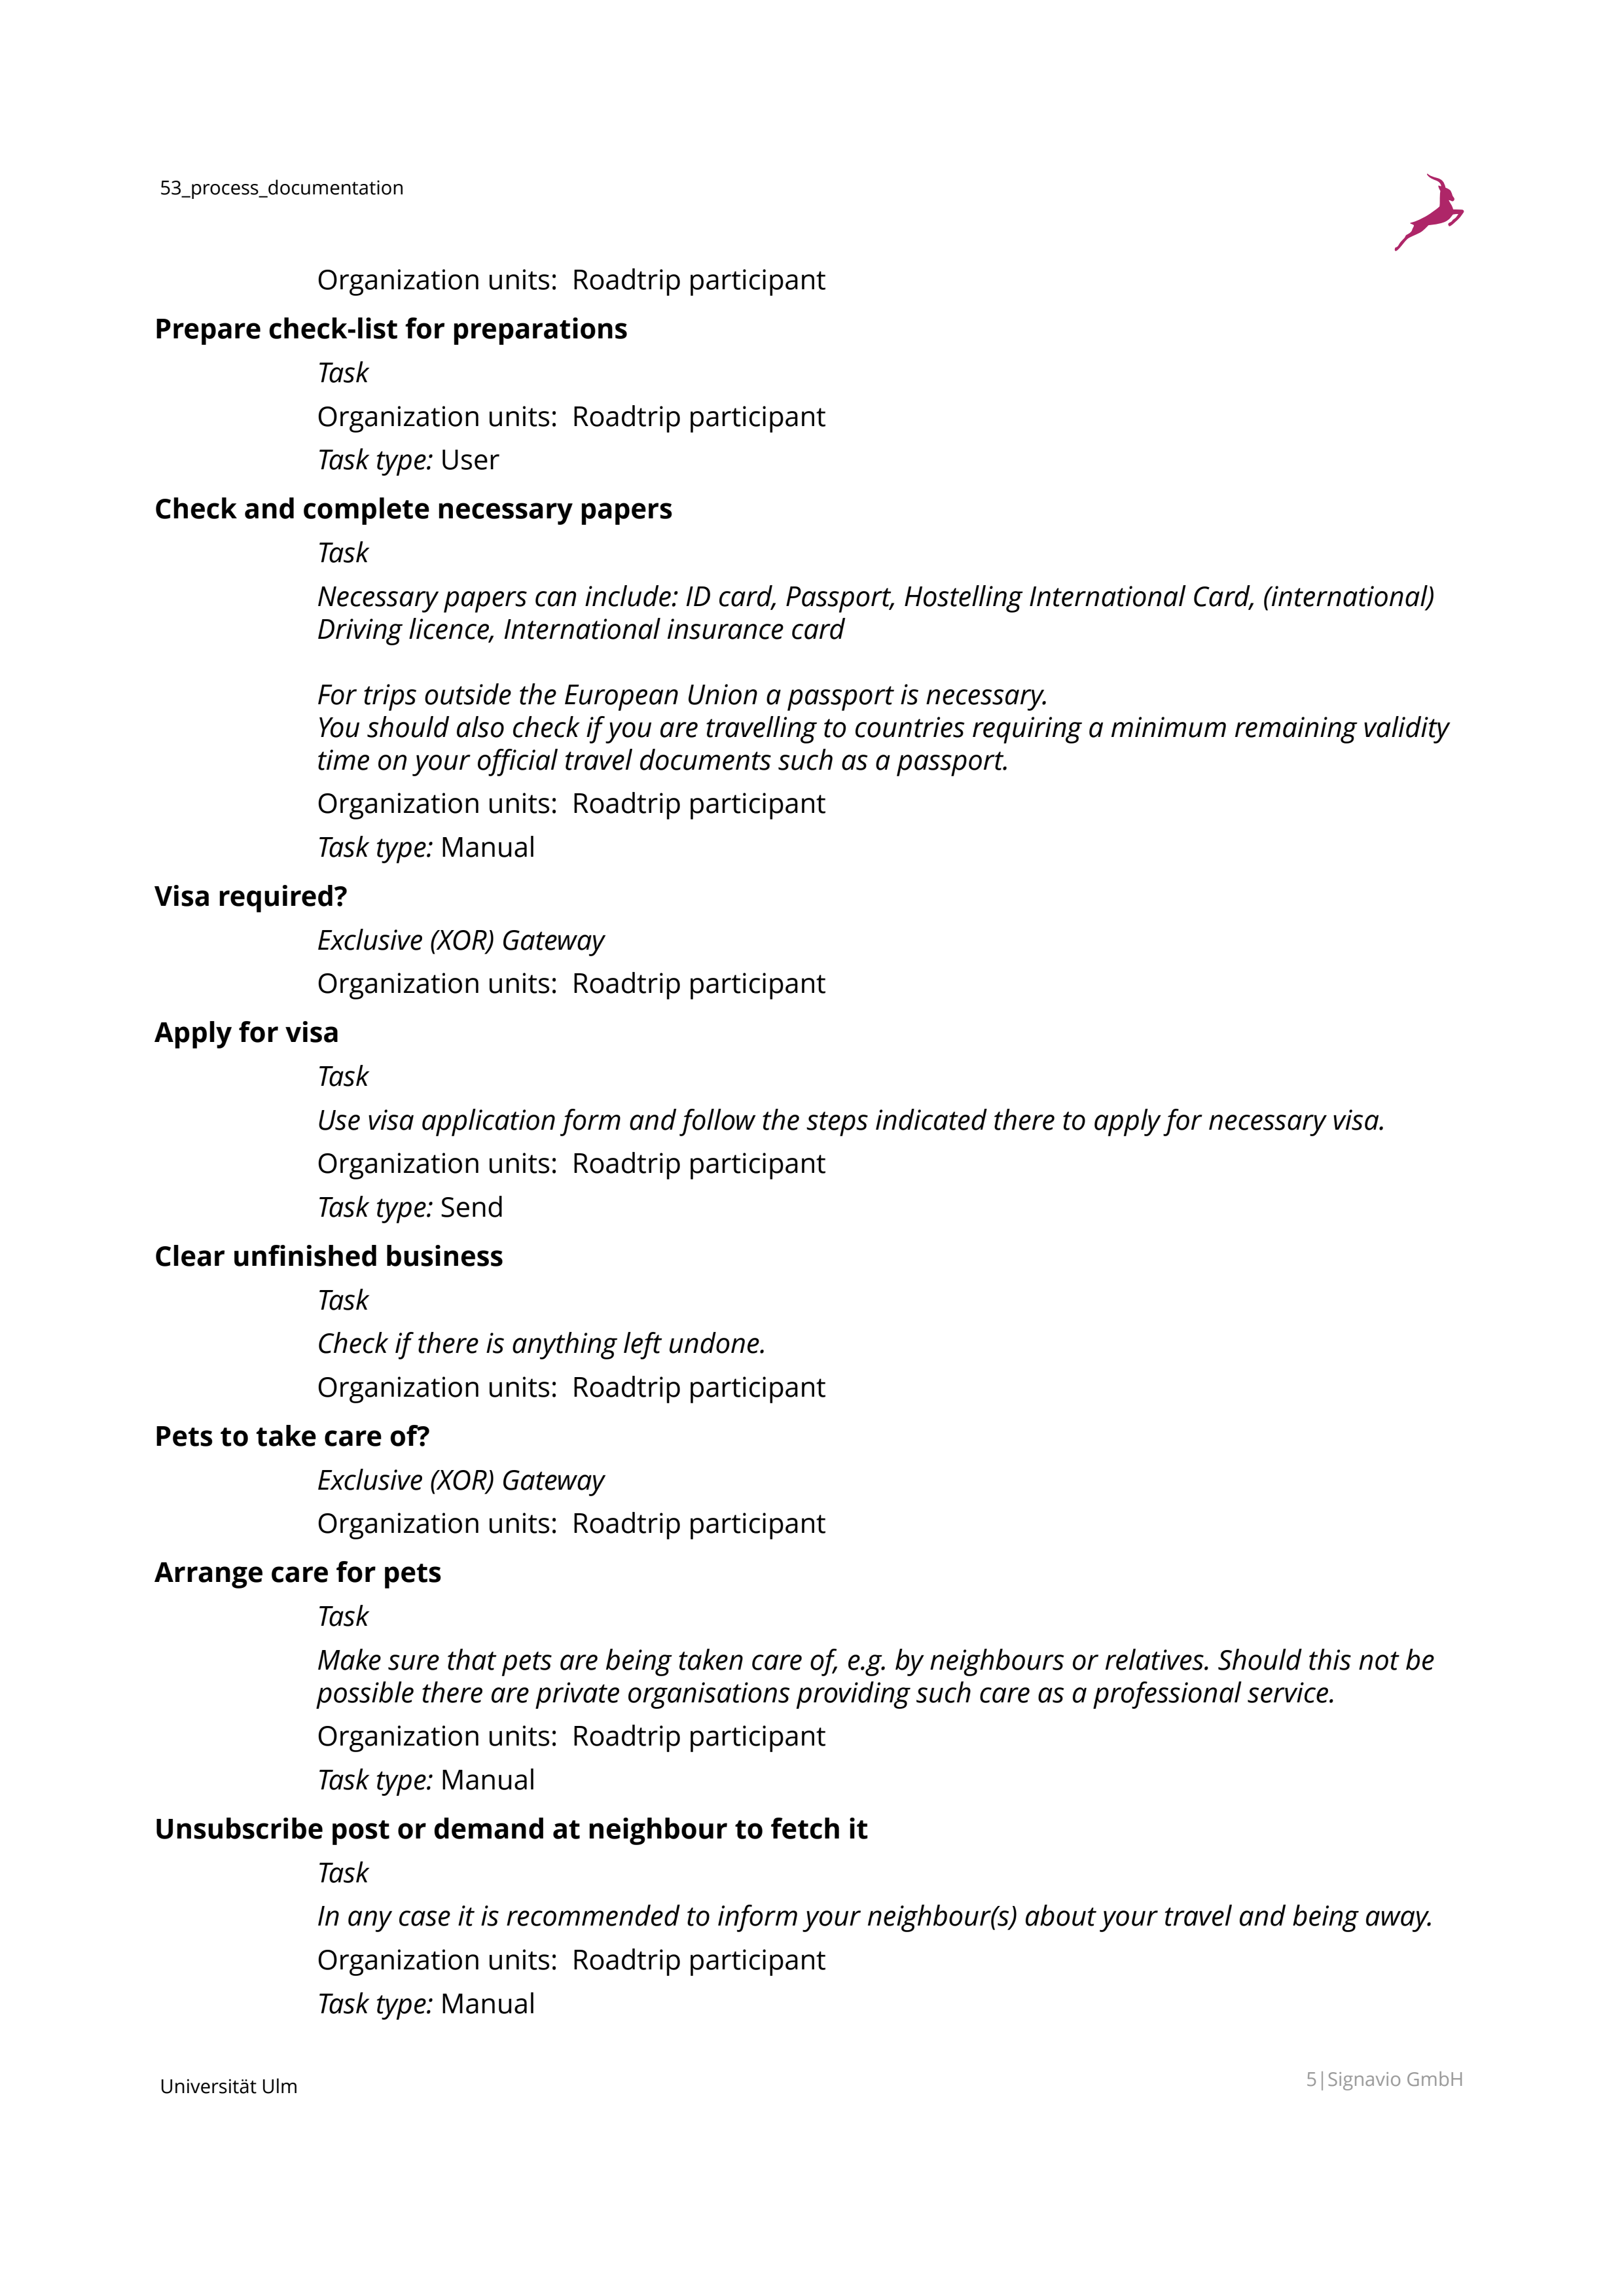 53_process_documentation
Organization units:  Roadtrip participant
Prepare check-list for preparations
Task
Organization units:  Roadtrip participant
Task type: User
Check and complete necessary papers
Task
Necessary papers can include: ID card, Passport, Hostelling International Card, (international)
Driving licence, International insurance card
For trips outside the European Union a passport is necessary.
You should also check if you are travelling to countries requiring a minimum remaining validity
time on your official travel documents such as a passport.
Organization units:  Roadtrip participant
Task type: Manual
Visa required?
Exclusive (XOR) Gateway
Organization units:  Roadtrip participant
Apply for visa
Task
Use visa application form and follow the steps indicated there to apply for necessary visa.
Organization units:  Roadtrip participant
Task type: Send
Clear unfinished business
Task
Check if there is anything left undone.
Organization units:  Roadtrip participant
Pets to take care of?
Exclusive (XOR) Gateway
Organization units:  Roadtrip participant
Arrange care for pets
Task
Make sure that pets are being taken care of, e.g. by neighbours or relatives. Should this not be
possible there are private organisations providing such care as a professional service.
Organization units:  Roadtrip participant
Task type: Manual
Unsubscribe post or demand at neighbour to fetch it
Task
In any case it is recommended to inform your neighbour(s) about your travel and being away.
Organization units:  Roadtrip participant
Task type: Manual
Universität Ulm
5|Signavio GmbH